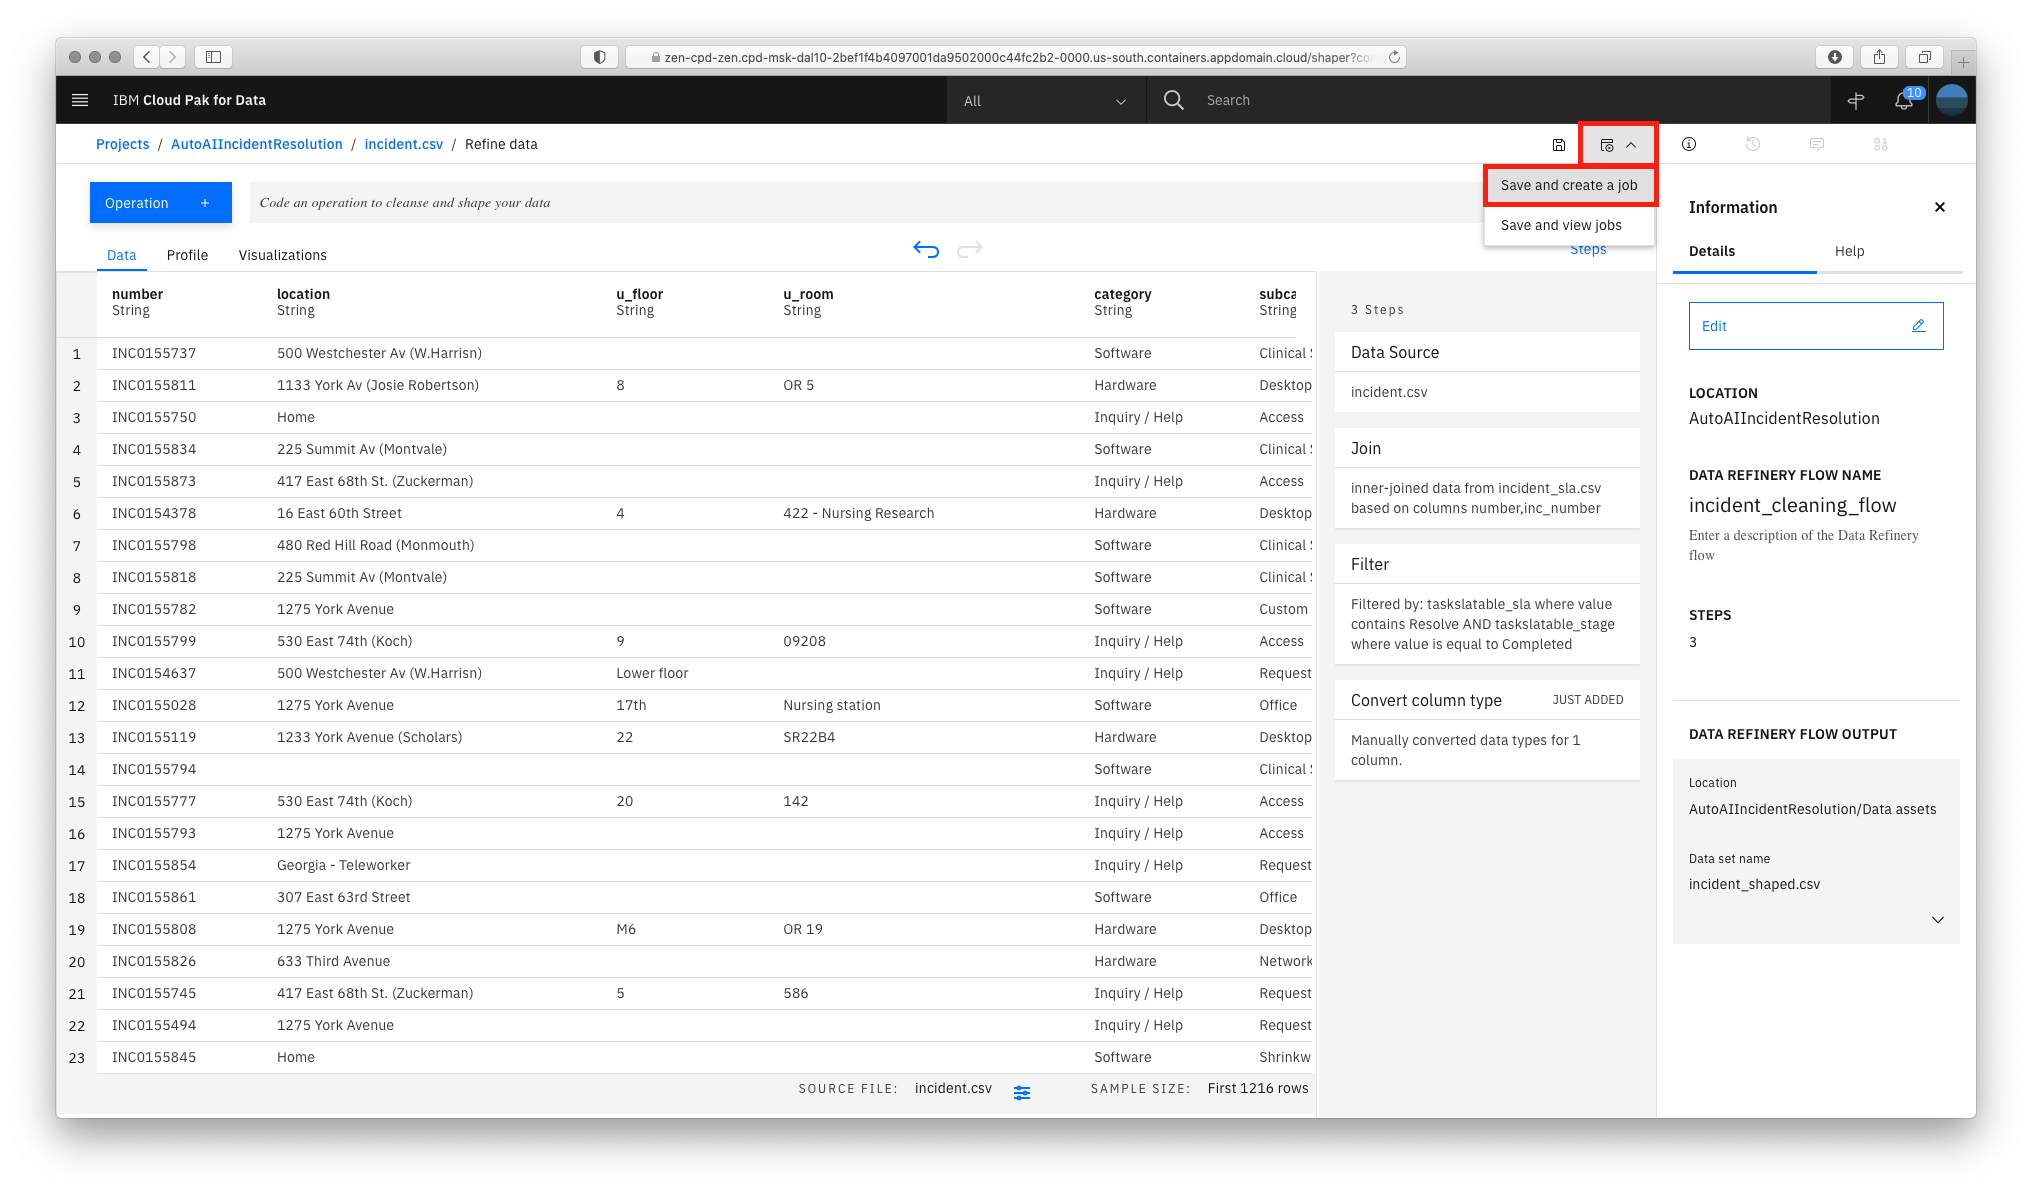 zen-cpd-zen.cpd-msk-dal10-2bef1f4b4097001da9502000c44fc2b2-0000.us-south.containers.appdomain.cloud/shaper?co
IBM Cloud Pak for Data
All
Search
10
Projects / AutoAIIncidentResolution / incident.csv / Refine data
Save and create a job
Save and view jobs
Operation +
Code an operation to cleanse and shape your data
Data Profile Visualizations
Steps
number location u_floor u_room category subca
String String String String String String
1 INC0155737 500 Westchester Av (W.Harrisn) Software Clinical
2 INC0155811 1133 York Av (Josie Robertson) 8 OR 5 Hardware Desktop
3 INC0155750 Home Inquiry / Help Access
4 INC0155834 225 Summit Av (Montvale) Software Clinical
5 INC0155873 417 East 68th St. (Zuckerman) Inquiry / Help Access
6 INC0154378 16 East 60th Street 4 422 - Nursing Research Hardware Desktop
7 INC0155798 480 Red Hill Road (Monmouth) Software Clinical
8 INC0155818 225 Summit Av (Montvale) Software Clinical
9 INC0155782 1275 York Avenue Software Custom
10 INC0155799 530 East 74th (Koch) 9 09208 Inquiry / Help Access
11 INC0154637 500 Westchester Av (W.Harrisn) Lower floor Inquiry / Help Request
12 INC0155028 1275 York Avenue 17th Nursing station Software Office
13 INC0155119 1233 York Avenue (Scholars) 22 SR22B4 Hardware Desktop
14 INC0155794 Software Clinical
15 INC0155777 530 East 74th (Koch) 20 142 Inquiry / Help Access
16 INC0155793 1275 York Avenue Inquiry / Help Access
17 INC0155854 Georgia - Teleworker Inquiry / Help Request
18 INC0155861 307 East 63rd Street Software Office
19 INC0155808 1275 York Avenue M6 OR 19 Hardware Desktop
20 INC0155826 633 Third Avenue Hardware Network
21 INC0155745 417 East 68th St. (Zuckerman) 5 586 Inquiry / Help Request
22 INC0155494 1275 York Avenue Inquiry / Help Request
23 INC0155845 Home Software Shrinkw
SOURCE FILE: incident.csv SAMPLE SIZE: First 1216 rows
3 Steps
Data Source
incident.csv
Join
inner-joined data from incident_sla.csv
based on columns number,inc_number
Filter
Filtered by: taskslatable_sla where value
contains Resolve AND taskslatable_stage
where value is equal to Completed
Convert column type JUST ADDED
Manually converted data types for 1
column.
Information
Details Help
Edit
LOCATION
AutoAIIncidentResolution
DATA REFINERY FLOW NAME
incident_cleaning_flow
Enter a description of the Data Refinery
flow
STEPS
3
DATA REFINERY FLOW OUTPUT
Location
AutoAIIncidentResolution/Data assets
Data set name
incident_shaped.csv